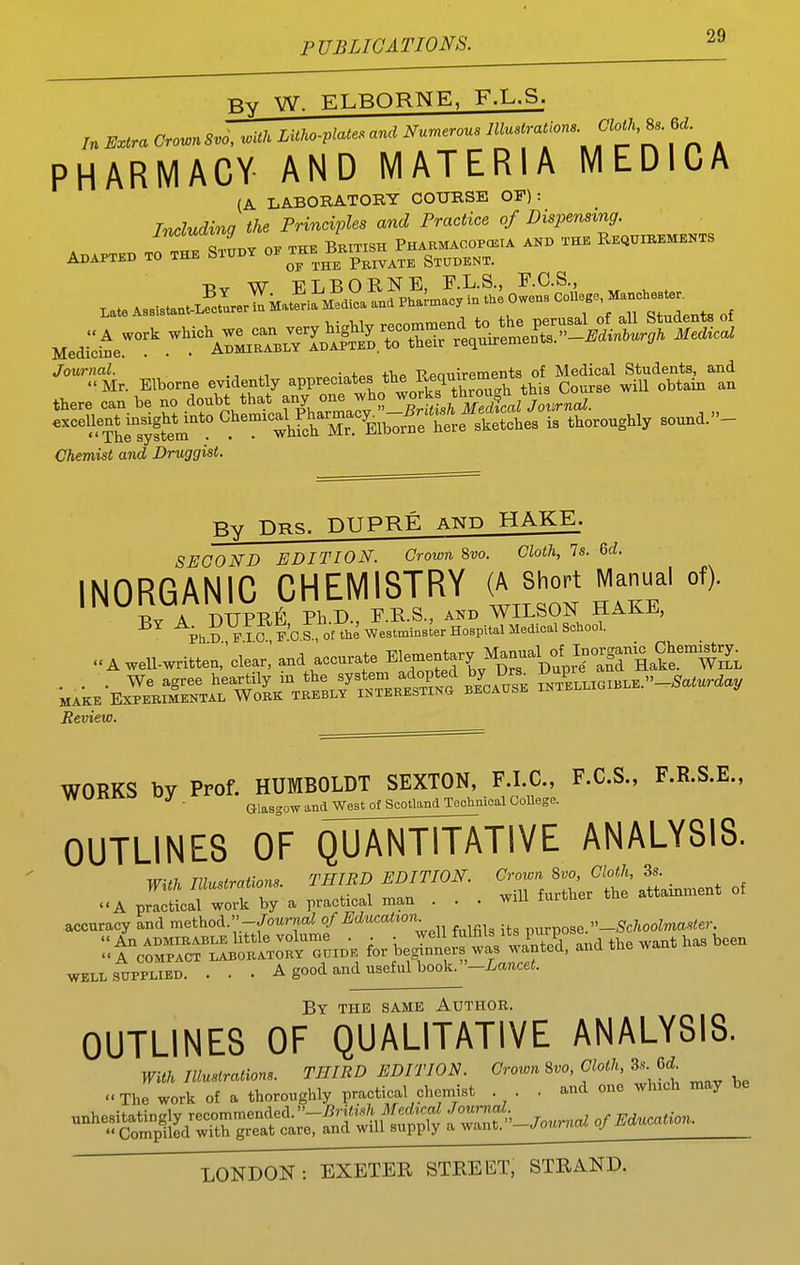 PUBLICATIONS. 29
By W. ELBORNE, F.L.S.
In Extra Crown 8vo, with Litho-plates and Numerous Illustrations. Cloth, 8s. 6d.
PHARMACY AND MATERIA MEDICA
(A LABORATORY COURSE OF):
Including the Principles and Practice of Dispensing.
ADAPTED TO THE STUDY OF THE BRITISH PHARMACOPŒIA AND THE REQUIREMENTS
OF THE PRIVATE STUDENT.
BY W. ELBORNE, F.L.S., F.C.S.,
Late Assistant-Lecturer in Materia Medica and Pharmacy in the Owens College, Manchester.
"A work which we can very highly recommend to the perusal of all Students of
Medicine. . . . ADMIRABLY ADAPTED to their requirements."—Edinburgh Medical
Journal.
"Mr. Elborne evidently appreciates the Requirements of Medical Students, and
there can be no doubt that any one who works through this Course will obtain an
excellent insight into Chemical Pharmacy."—British Medical Journal.
"The system . . . which Mr. Elborne here sketches is thoroughly sound."—
Chemist and Druggist.
By DRS. DUPRÉ AND HAKE.
SECOND EDITION. Crown 8vo. Cloth, 7s. 6d.
INORGANIC CHEMISTRY (A Short Manual of).
BY A. DUPRÉ, Ph.D., F.R.S., AND WILSON HAKE,
Ph.D., F.I.C., F.C.S., of the Westminster Hospital Medical School.
"A well-written, clear, and accurate Elementary Manual of Inorganic Chemistry.
. . . We agree heartily in the system adopted by Drs. Dupré and Hake. WILL
MAKE EXPERIMENTAL WORK TREBLY INTERESTING BECAUSE INTELLIGIBLE."—Saturday
Review.
WORKS by Prof. HUMBOLDT SEXTON, F.I.C., F.C.S., F.R.S.E.,
Glasgow and West of Scotland Technical College.
OUTLINES OF QUANTITATIVE ANALYSIS.
With Illustrations. THIRD EDITION. Crown 8vo, Cloth, 3s.
"A practical work by a practical man . . . will further the attainment of
accuracy and method."—Journal of Education.
"An ADMIRABLE little volume . . . well fulfils its purpose."—Schoolmaster.
"A COMPACT LABORATORY GUIDE for beginners was wanted, and the want has been
WELL SUPPLIED. . . . A good and useful book."—Lancet.
BY THE SAME AUTHOR.
OUTLINES OF QUALITATIVE ANALYSIS.
With Illustrations. THIRD EDITION. Crown 8vo, Cloth, 3s. 6d.
"The work of a thoroughly practical chemist . . . and one which may be
unhesitatingly recommended."—British Medical Journal.
"Compiled with great care, and will supply a want."—Journal of Education.
LONDON: EXETER STREET, STRAND.